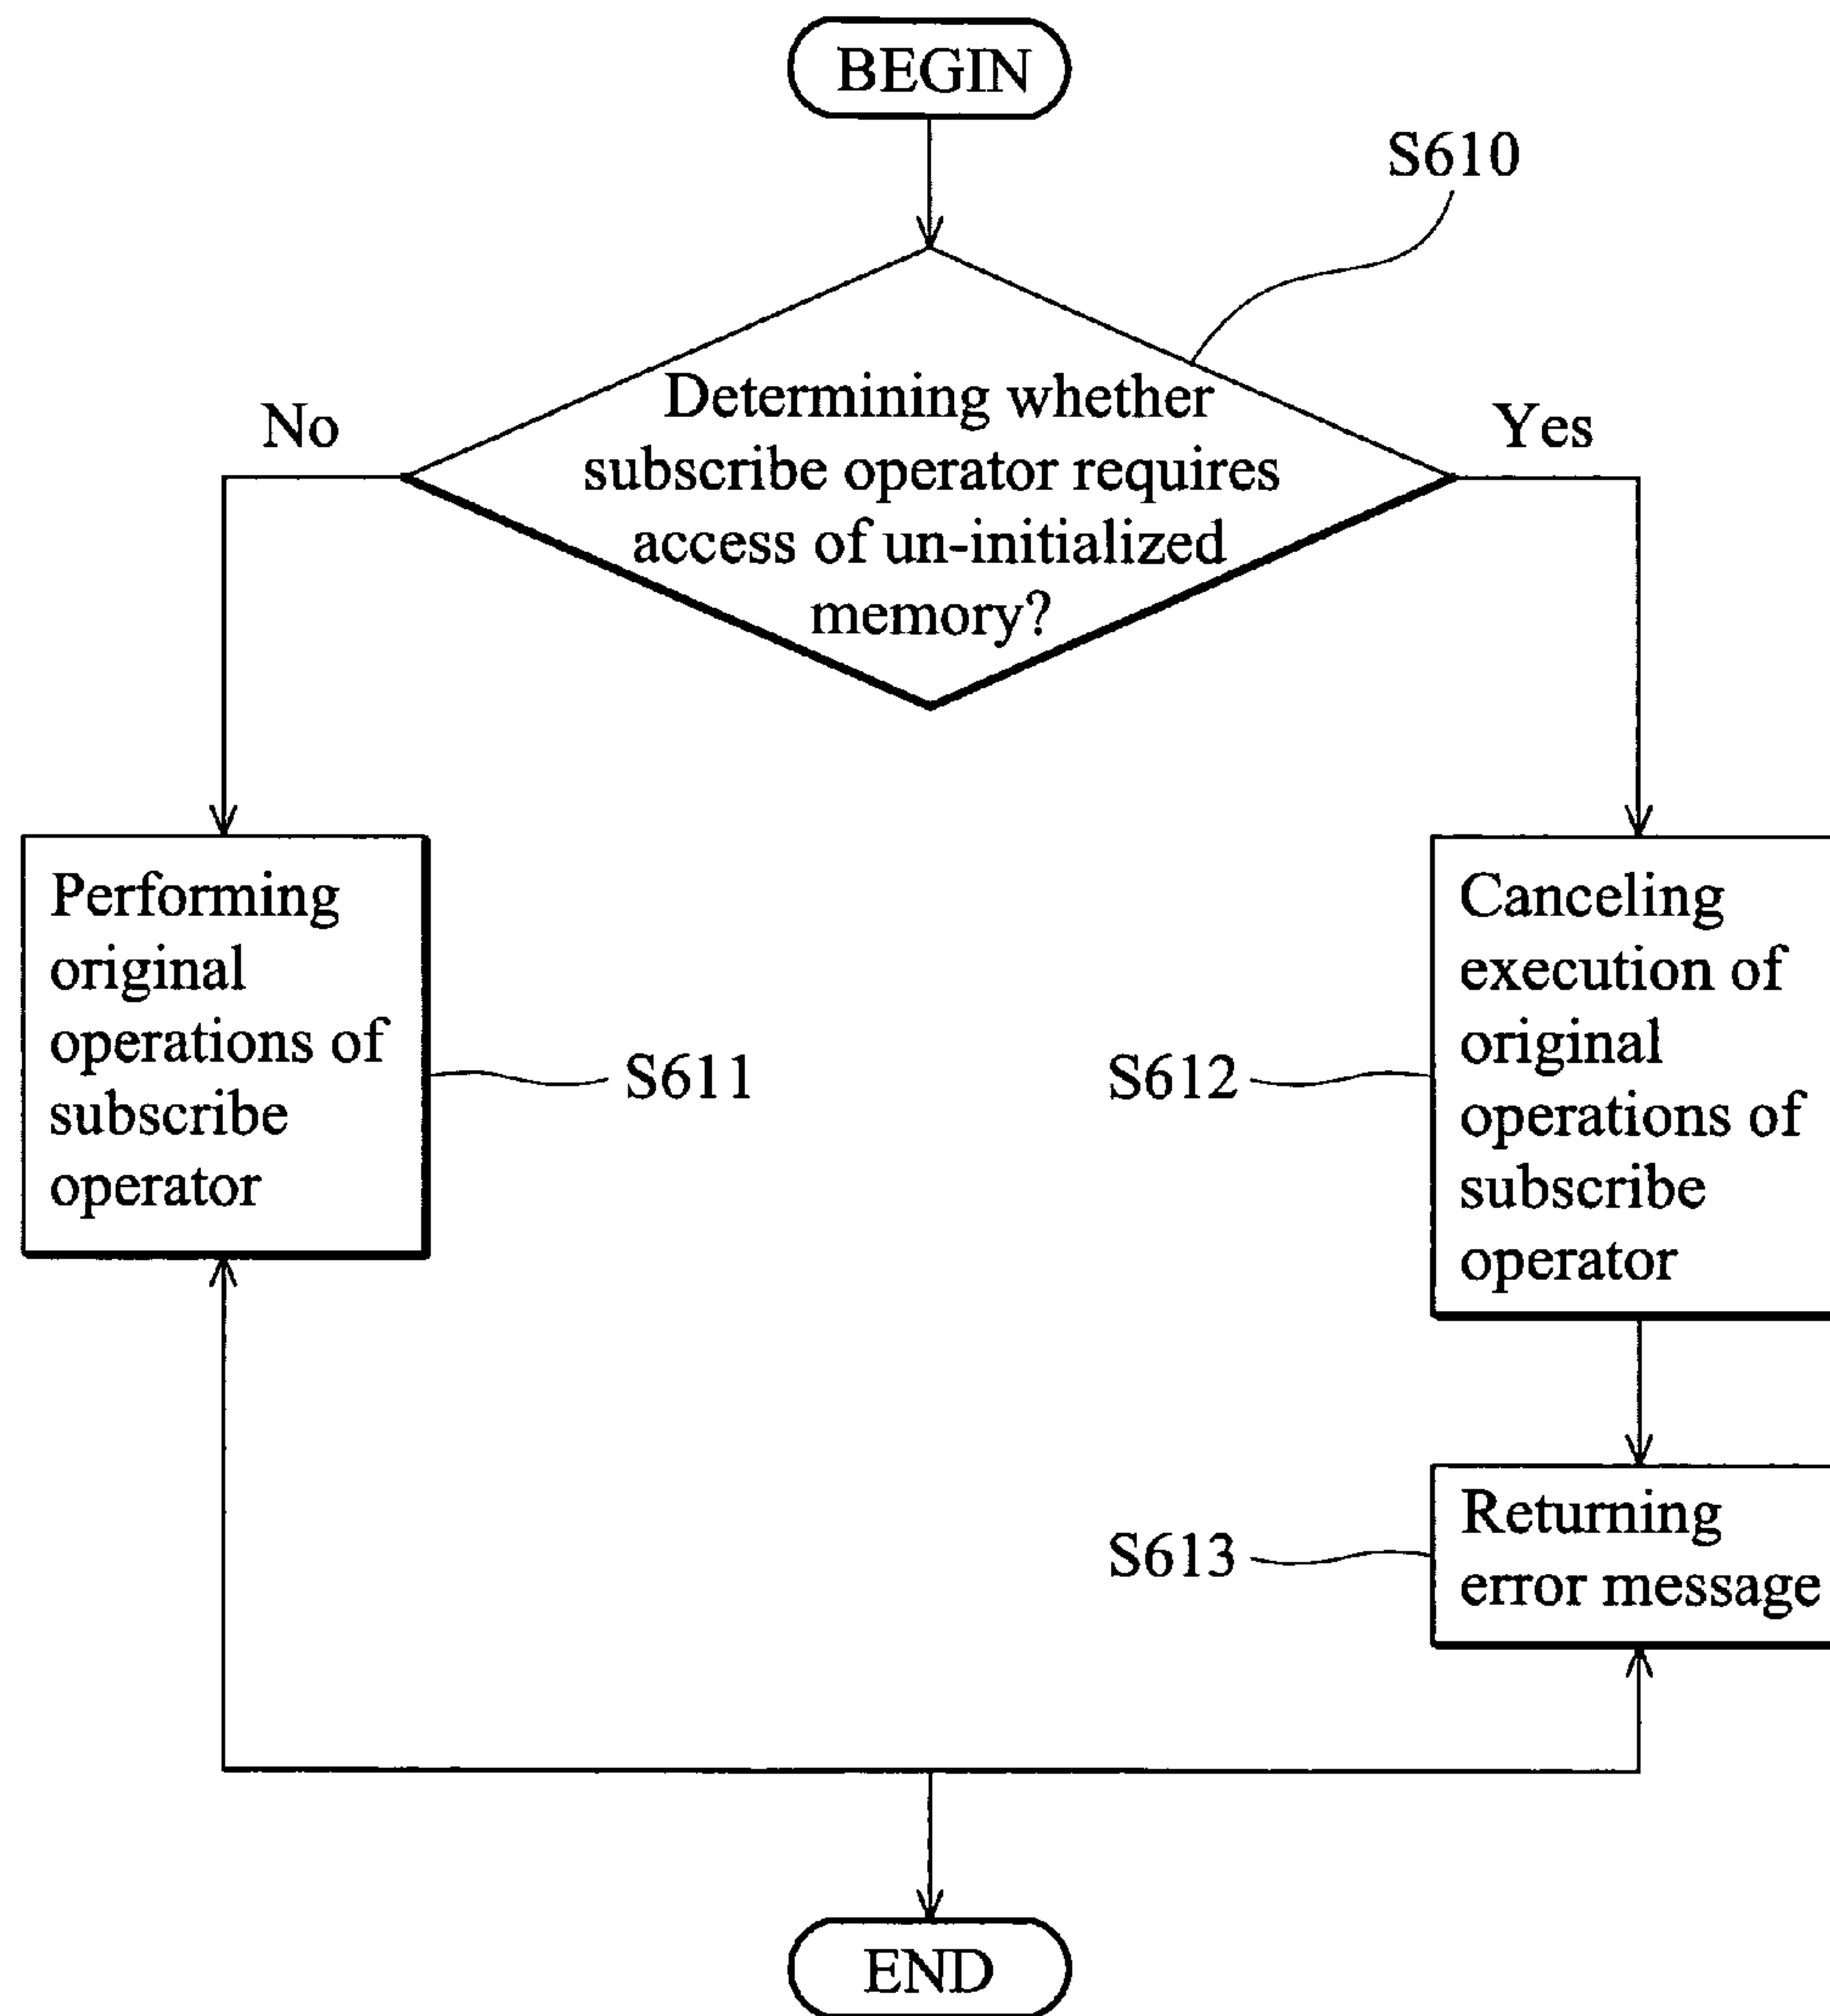 BEGIN
S610
Determining whether
subscribe operator requires
access of un-initialized
memory?
No
Yes
Performing
original
operations of
subscribe
operator
S611
S612
Canceling
execution of
original
operations of
subscribe
operator
S613
Returning
error message
END